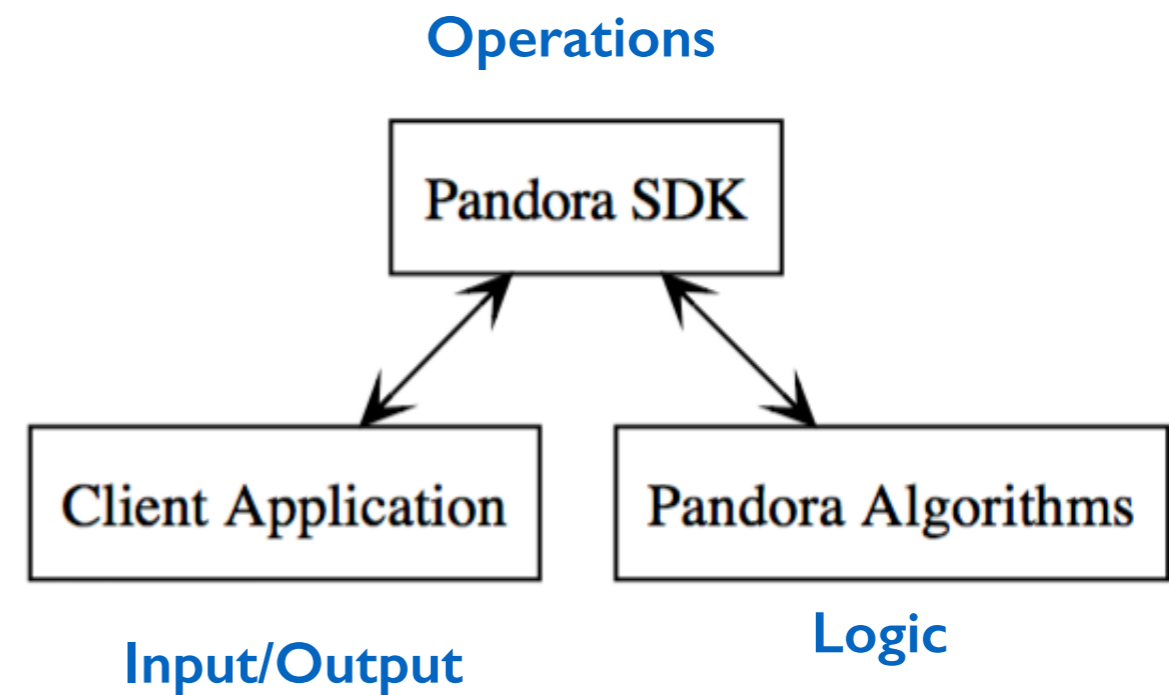 Operations
Pandora SDK
Client Application
Pandora Algorithms
Input/Output
Logic